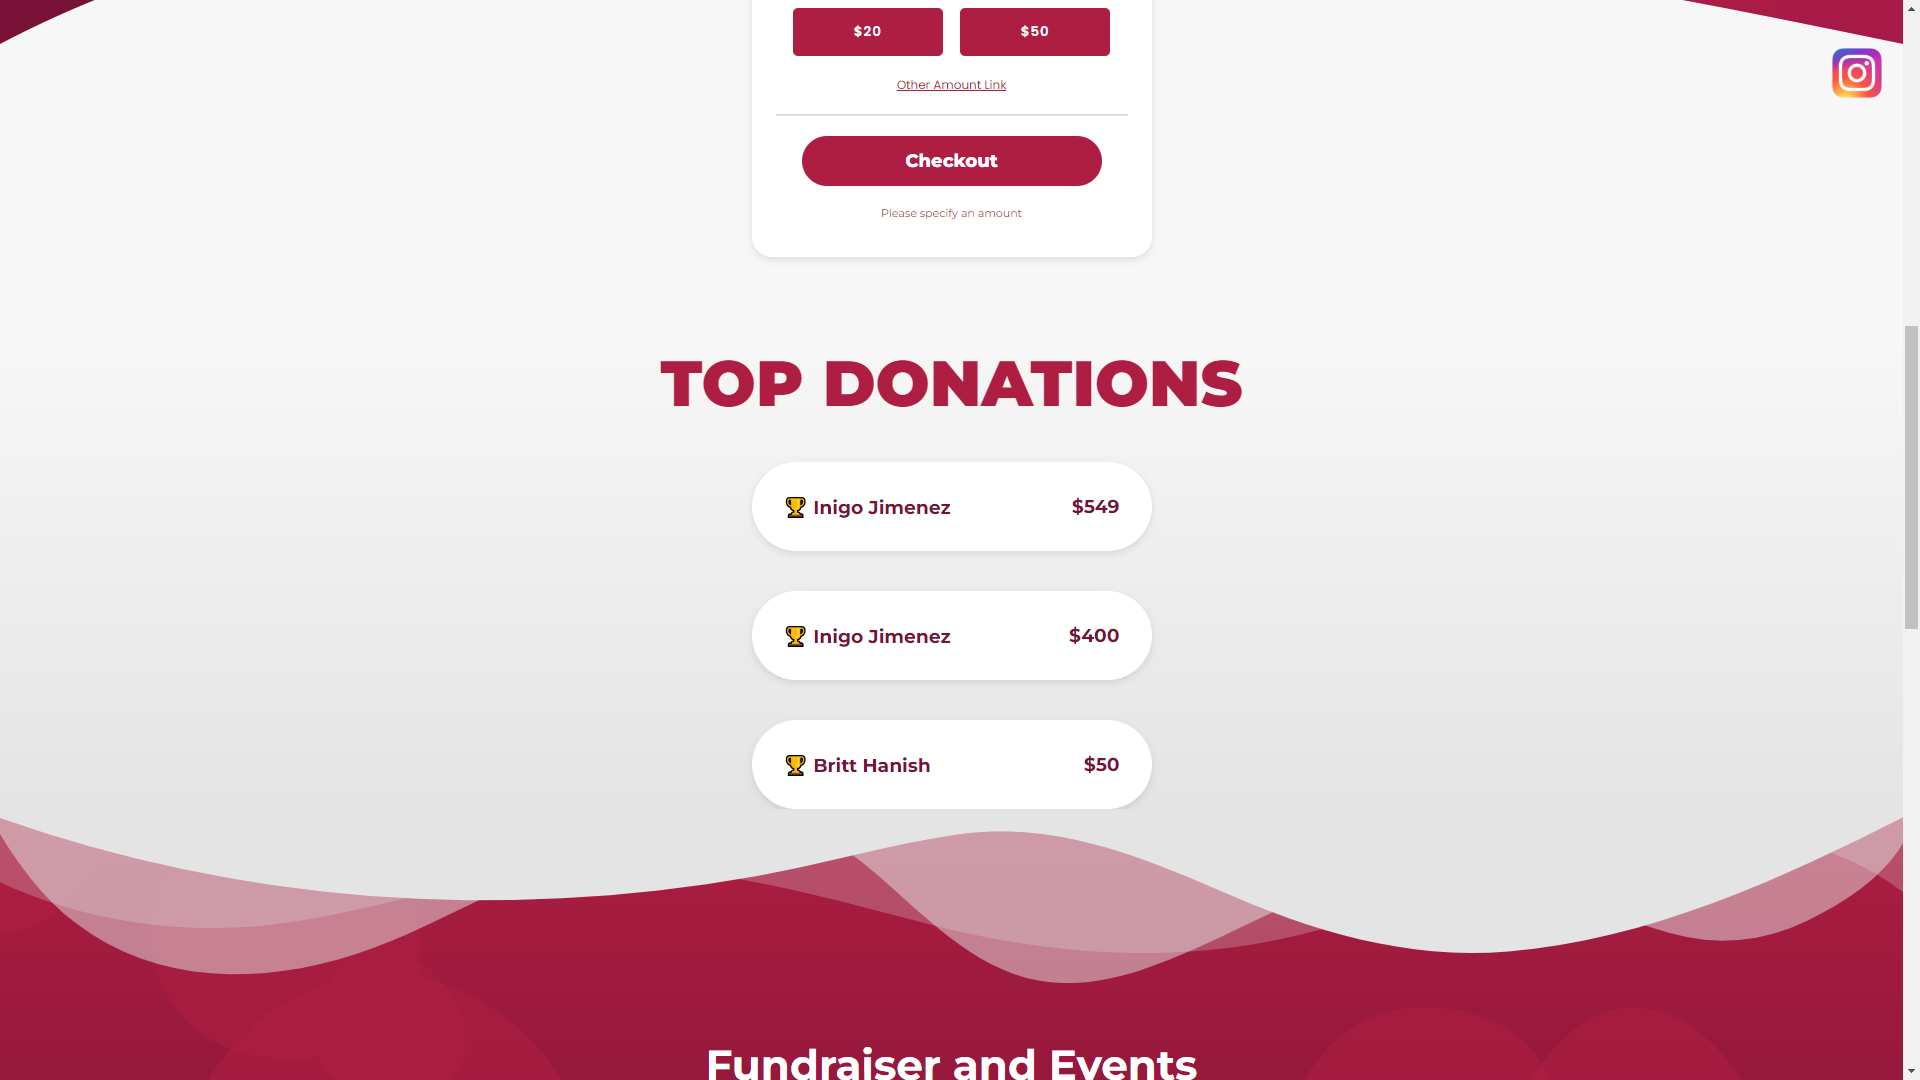 $20 $50
Other Amount Link
Checkout
Please specify an amount
TOP DONATIONS
Inigo Jimenez $549
Inigo Jimenez $400
Britt Hanish $50
Fundraiser and Events